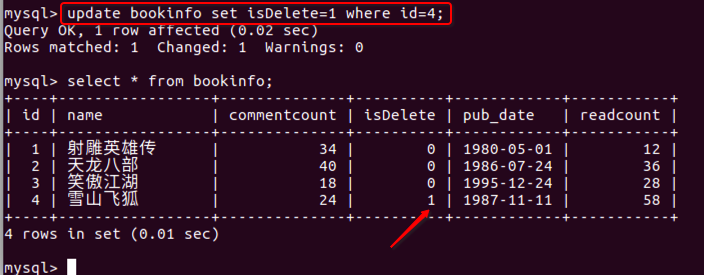 mysql> update bookinfo set isDelete=1 where id=4;
Query OK, 1 row affected (0.02 sec)
Rows matched: 1  Changed: 1  Warnings: 0
mysql> select * from bookinfo;
+----+-----------------+--------------+----------+------------+-----------+
| id | name            | commentcount | isDelete | pub_date   | readcount |
+----+-----------------+--------------+----------+------------+-----------+
|  1 | 射雕英雄传      |           34 |        0 | 1980-05-01 |        12 |
|  2 | 天龙八部        |           40 |        0 | 1986-07-24 |        36 |
|  3 | 笑傲江湖        |           18 |        0 | 1995-12-24 |        28 |
|  4 | 雪山飞狐        |           24 |        1 | 1987-11-11 |        58 |
+----+-----------------+--------------+----------+------------+-----------+
4 rows in set (0.01 sec)
mysql>